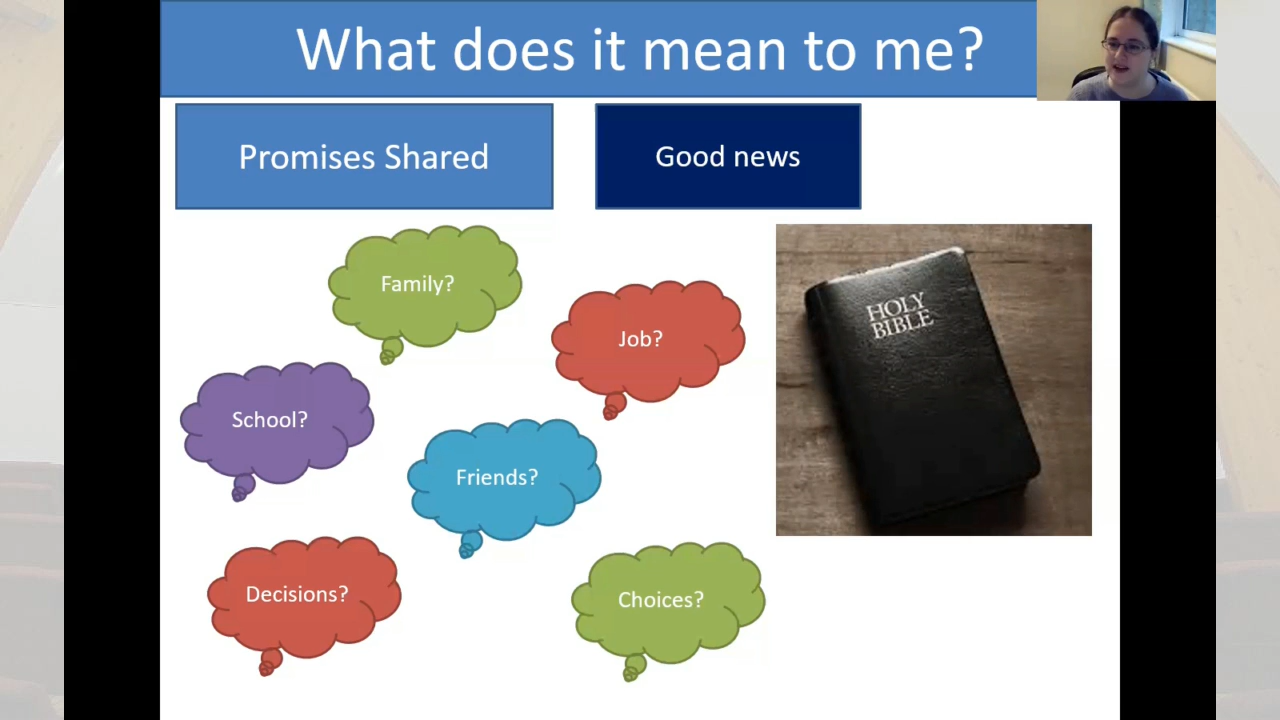 What does it mean to me?
Promises Shared
Good news
Family?
Job?
HOLY
BIBLE
School?
Friends?
Decisions?
Choices?